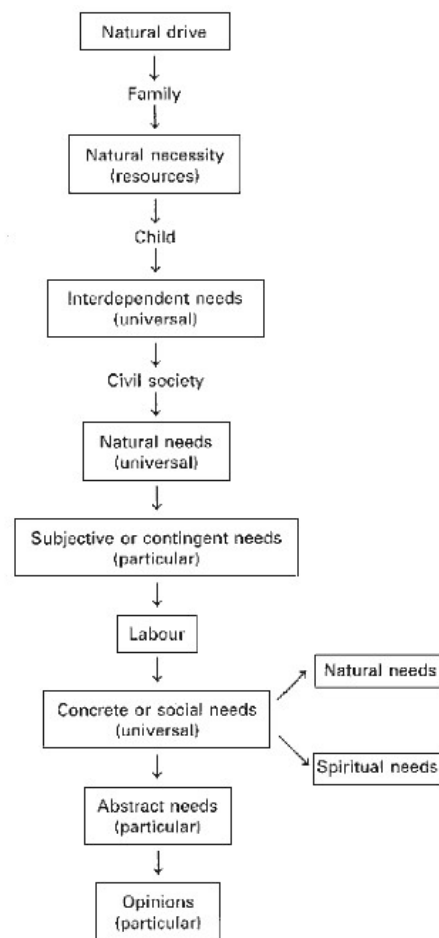 Natural drive
Family
Natural necessity
(resources)
Child
Interdependent needs
(universal)
Civil society
Natural needs
(universal)
Subjective or contingent needs
(particular)
Labour
Natural needs
Concrete or social needs
(universal)
Spiritual needs
Abstract needs
(particular)
Opinions
(particular)